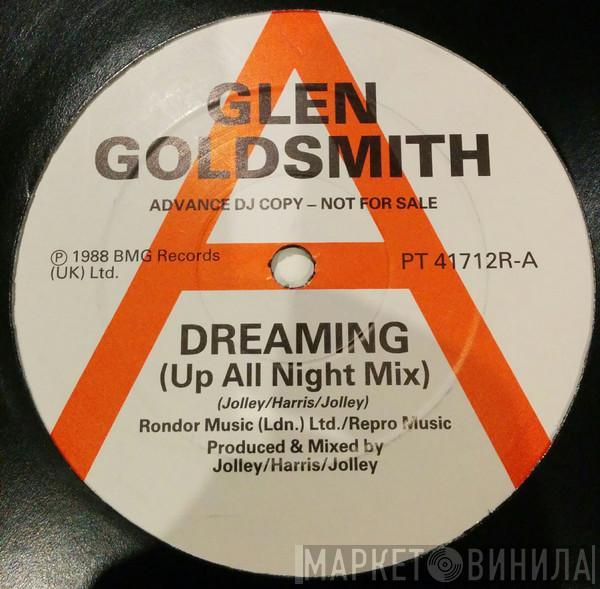 A
GLEN
GOLDSMITH
ADVANCE DJ COPY – NOT FOR SALE
℗ 1988 BMG Records
(UK) Ltd.
PT 41712R-A
DREAMING
(Up All Night Mix)
(Jolley/Harris/Jolley)
Rondor Music (Ldn.) Ltd./Repro Music
Produced & Mixed by
Jolley/Harris/Jolley
МАРКЕТ ВИНИЛА